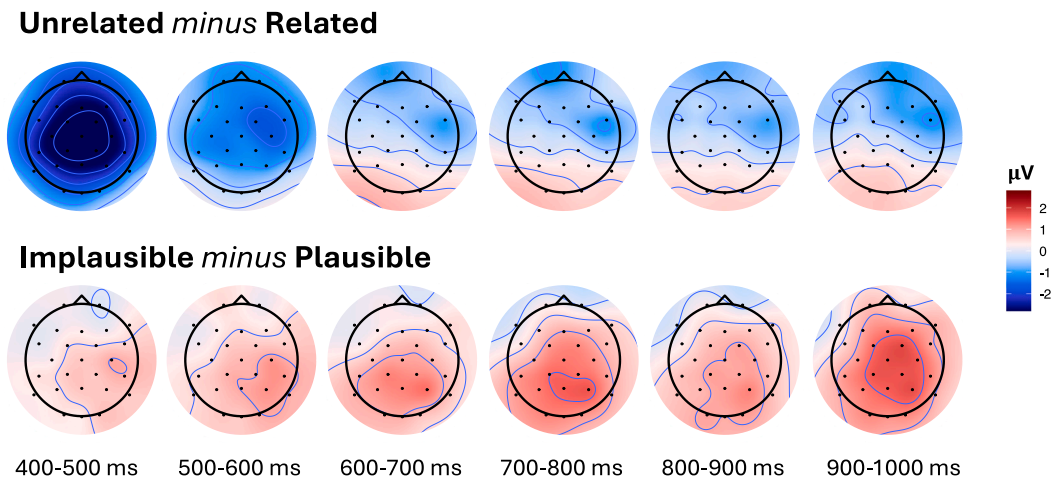 Unrelated minus Related
μV
2
1
0
-1
-2
Implausible minus Plausible
400-500 ms
500-600 ms
600-700 ms
700-800 ms
800-900 ms
900-1000 ms